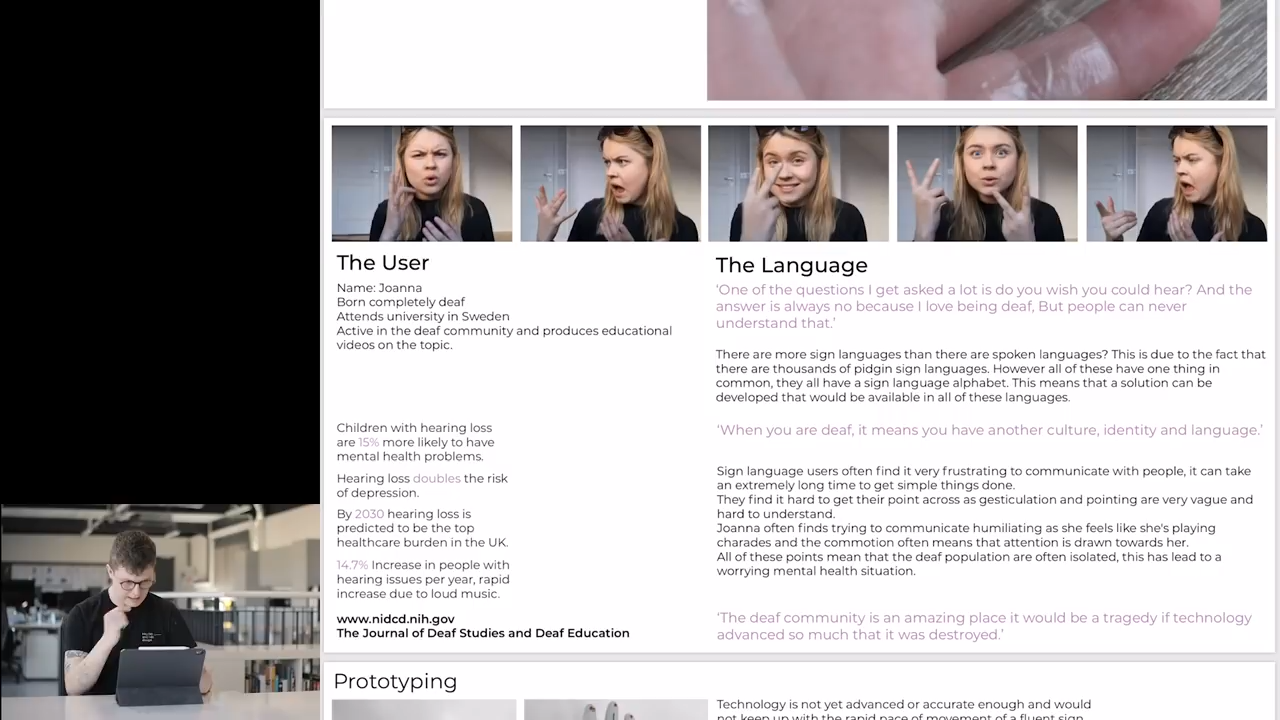 The User
Name: Joanna
Born completely deaf
Attends university in Sweden
Active in the deaf community and produces educational
videos on the topic.
Children with hearing loss
are 15% more likely to have
mental health problems.
Hearing loss doubles the risk
of depression.
By 2030 hearing loss is
predicted to be the top
healthcare burden in the UK.
14.7% Increase in people with
hearing issues per year, rapid
increase due to loud music.
www.nidcd.nih.gov
The Journal of Deaf Studies and Deaf Education
The Language
‘One of the questions I get asked a lot is do you wish you could hear? And the
answer is always no because I love being deaf, But people can never
understand that.’
There are more sign languages than there are spoken languages? This is due to the fact that
there are thousands of pidgin sign languages. However all of these have one thing in
common, they all have a sign language alphabet. This means that a solution can be
developed that would be available in all of these languages.
‘When you are deaf, it means you have another culture, identity and language.’
Sign language users often find it very frustrating to communicate with people, it can take
an extremely long time to get simple things done.
They find it hard to get their point across as gesticulation and pointing are very vague and
hard to understand.
Joanna often finds trying to communicate humiliating as she feels like she's playing
charades and the commotion often means that attention is drawn towards her.
All of these points mean that the deaf population are often isolated, this has lead to a
worrying mental health situation.
‘The deaf community is an amazing place it would be a tragedy if technology
advanced so much that it was destroyed.’
Prototyping
Technology is not yet advanced or accurate enough and would
not keep up with the rapid pace of movement of a fluent sign